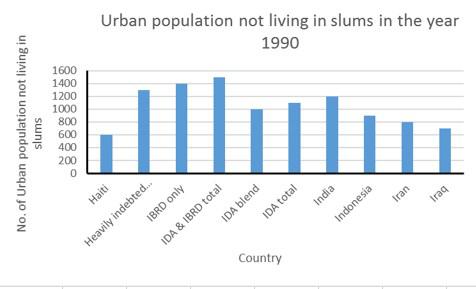 Urban population not living in slums in the year
1990
No. of Urban population not living in
slums
1600
1400
1200
1000
800
600
400
200
0
Haiti
Heavily indebted...
IBRD only
IDA & IBRD total
IDA blend
IDA total
India
Indonesia
Iran
Iraq
Country